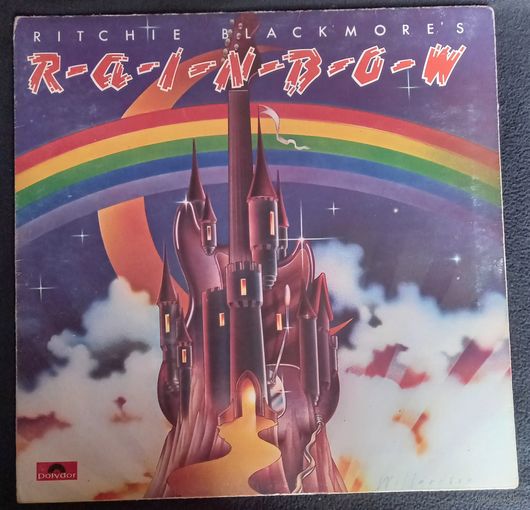 RITCHIE BLACKMORE'S
R-A-I-N-B-O-W
Polydor